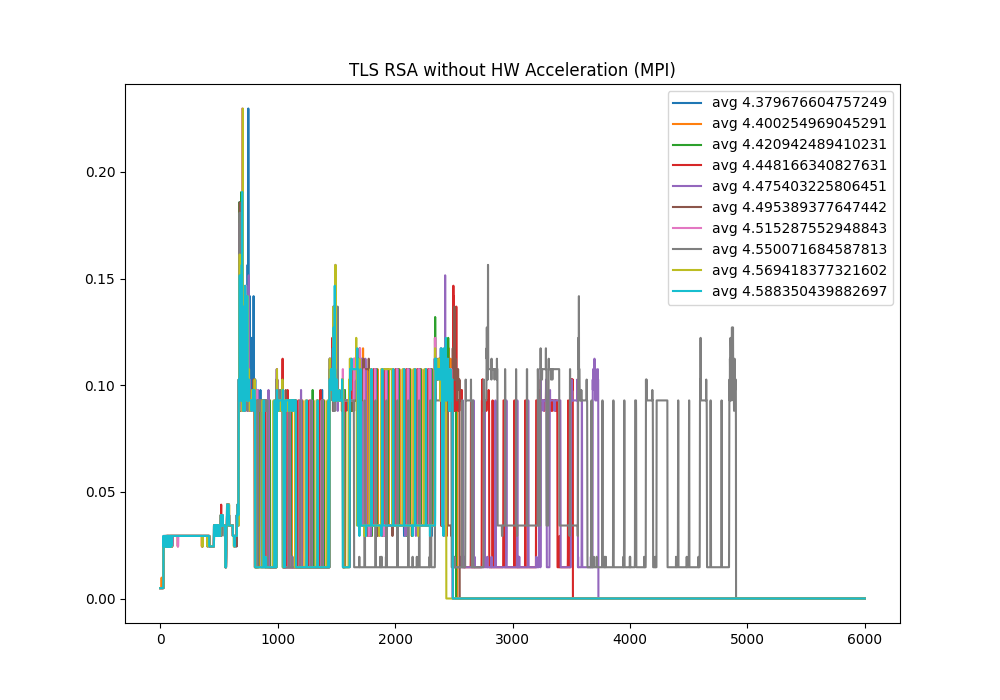 TLS RSA without HW Acceleration (MPI)
avg 4.379676604757249
avg 4.400254969045291
avg 4.420942489410231
avg 4.448166340827631
avg 4.475403225806451
avg 4.495389377647442
avg 4.515287552948843
avg 4.550071684587813
avg 4.569418377321602
avg 4.588350439882697
0.20
0.15
0.10
0.05
0.00
0 1000 2000 3000 4000 5000 6000